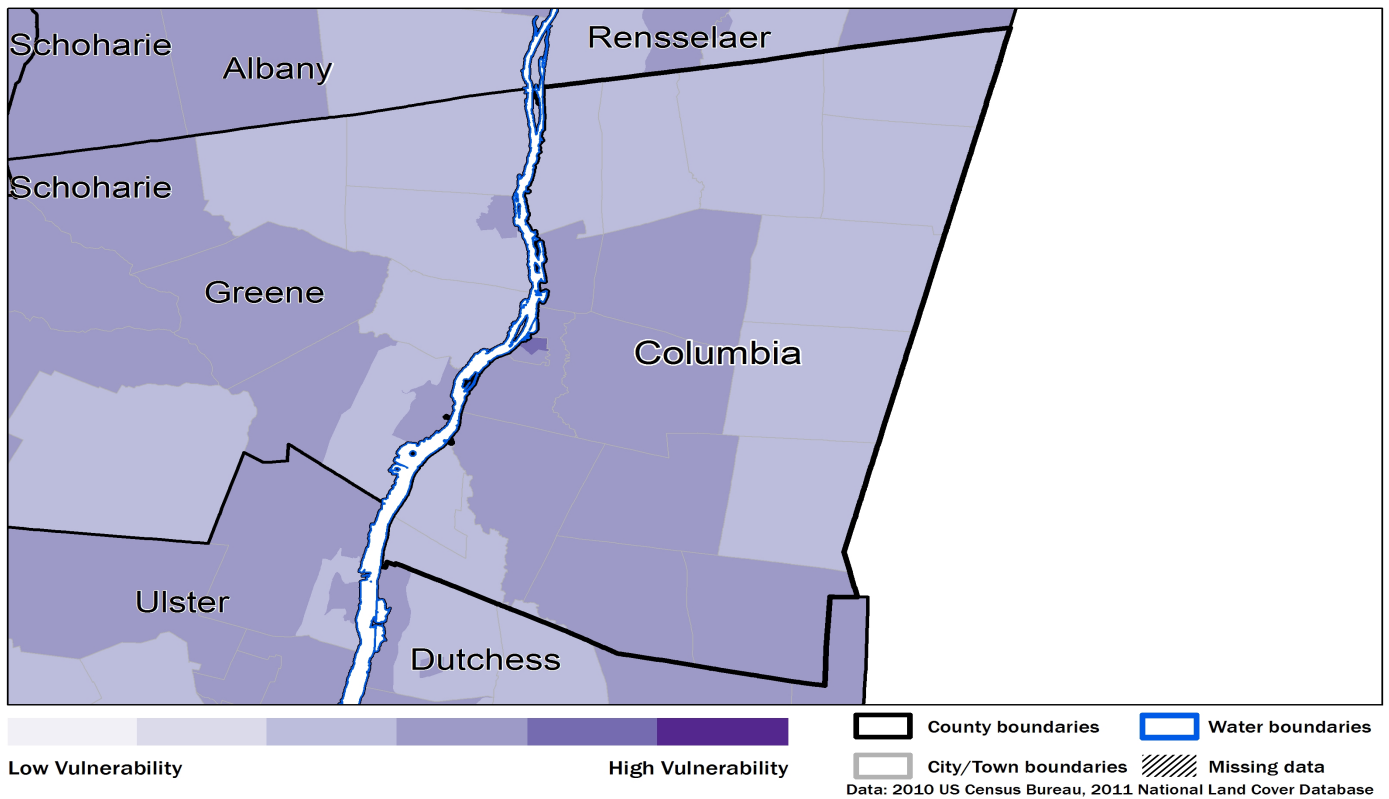 Schoharie
Albany
Rensselaer
Schoharie
Greene
Columbia
Ulster
Dutchess
Low Vulnerability
High Vulnerability
County boundaries
Water boundaries
City/Town boundaries
Missing data
Data: 2010 US Census Bureau, 2011 National Land Cover Database